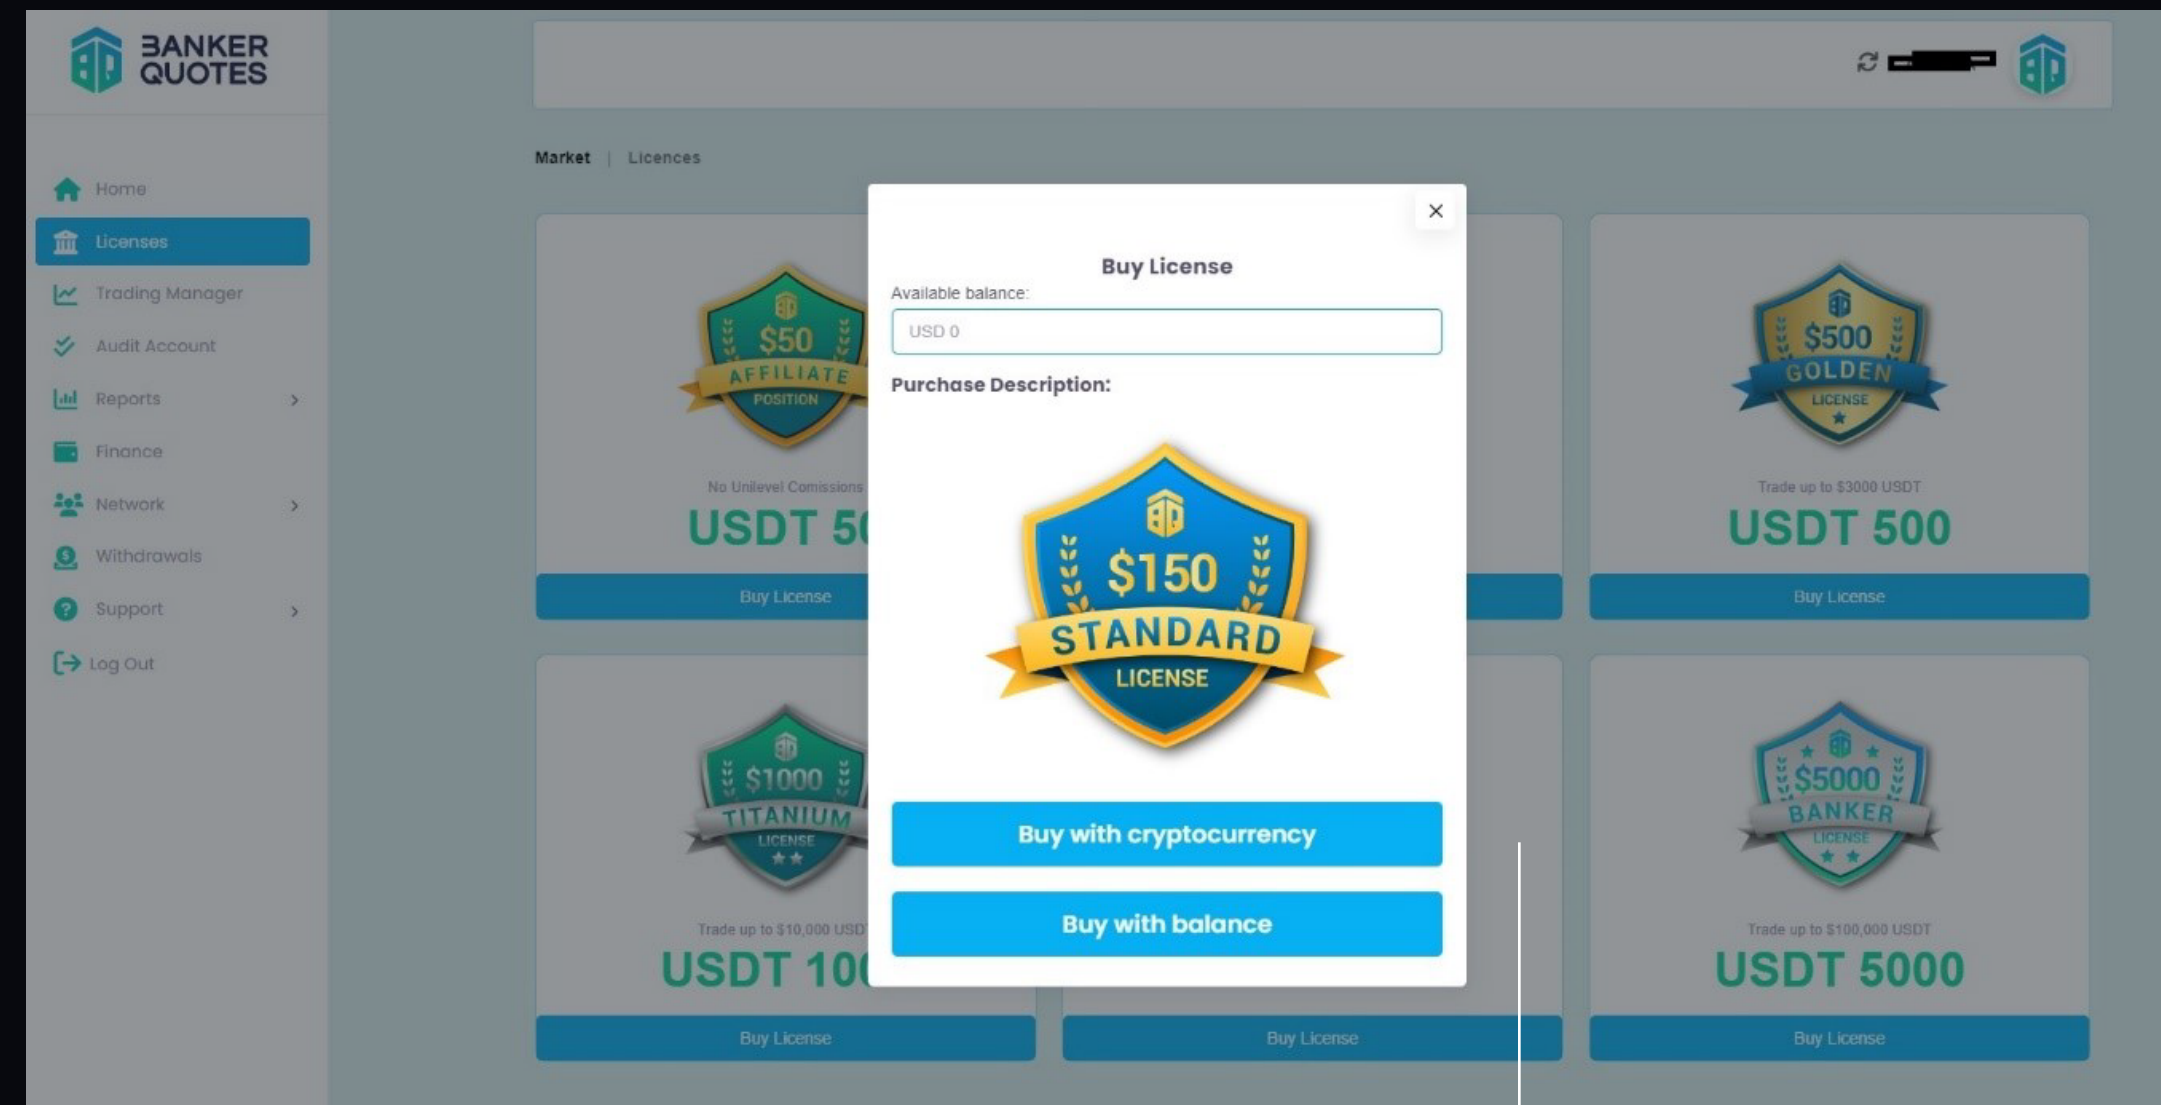 BANKER
QUOTES
Home
Licenses
Trading Manager
Audit Account
Reports
Finance
Network
Withdrawals
Support
Log Out
Market | Licences
$50
AFFILIATE
POSITION
No Unilevel Comissions
USDT 50
Buy License
Buy License
Available balance:
USD 0
Purchase Description:
$150
STANDARD
LICENSE
Buy with cryptocurrency
Buy with balance
$500
GOLDEN
LICENSE
Trade up to $3000 USDT
USDT 500
Buy License
$1000
TITANIUM
LICENSE
Trade up to $10,000 USD
USDT 100
Buy License
Buy License
$5000
BANKER
LICENSE
Trade up to $100,000 USDT
USDT 5000
Buy License